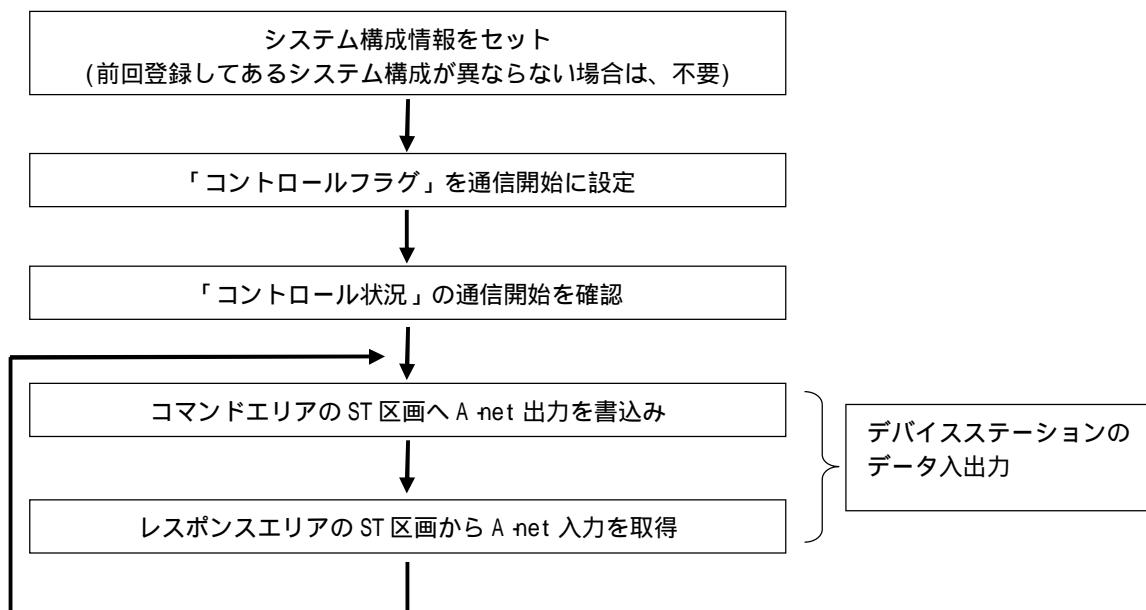 システム構成情報をセット
(前回登録してあるシステム構成が異ならない場合は、不要)
「コントロールフラグ」を通信開始に設定
「コントロール状況」の通信開始を確認
コマンドエリアの ST 区画へ A-net 出力を書込み
レスポンスエリアの ST 区画から A-net 入力を取得
デバイスステーションの
データ入出力